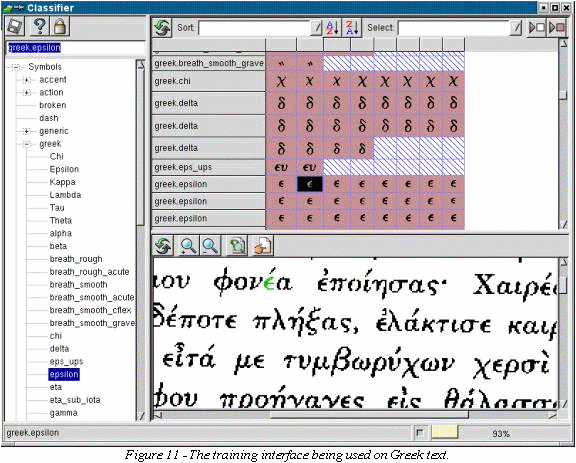 Classifier
Sort:
Select:
greek.epsilon
Symbols
accent
action
broken
dash
generic
greek
Chi
Epsilon
Kappa
Lambda
Tau
Theta
alpha
beta
breath_rough
breath_rough_acute
breath_smooth
breath_smooth_acute
breath_smooth_cflex
breath_smooth_grave
chi
delta
eps_ups
epsilon
eta
eta_sub_iota
gamma
greek.breath_smooth_grave
greek.chi χ χ χ χ χ χ χ
greek.delta δ δ δ δ δ δ δ
greek.delta δ δ δ δ δ δ δ
greek.delta δ δ δ δ
greek.eps_ups ευ ευ
greek.epsilon ϵ ϵ ϵ ϵ ϵ ϵ ϵ
greek.epsilon ϵ ϵ ϵ ϵ ϵ ϵ ϵ
greek.epsilon ϵ ϵ ϵ ϵ ϵ ϵ ϵ
ιου φονέα ἐποίησας· Χαιρέ
δέποτε πλήξας, ἐλάκτισε και
εἶτά με τυμβωρύχων χερσὶ
φου προήγαγες εἰς
greek.epsilon
93%
Figure 11 - The training interface being used on Greek text.